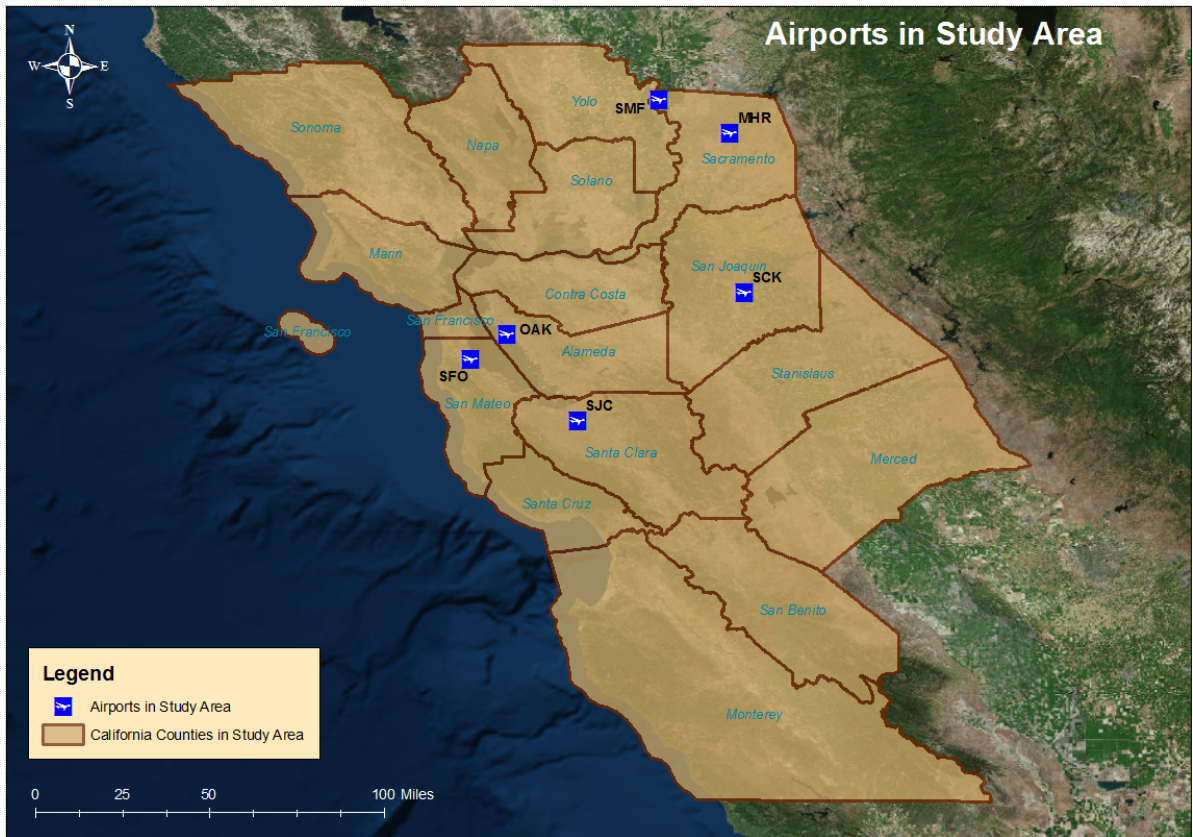 Airports in Study Area
N
W E
S
Yolo
SMF
MHR
Sonoma
Napa
Sacramento
Solano
Marin
San Joaquin
SCK
Contra Costa
San Francisco
San Francisco
OAK
Alameda
SFO
Stanislaus
San Mateo
SJC
Santa Clara
Merced
Santa Cruz
San Benito
Monterey
Legend
Airports in Study Area
California Counties in Study Area
0 25 50 100 Miles